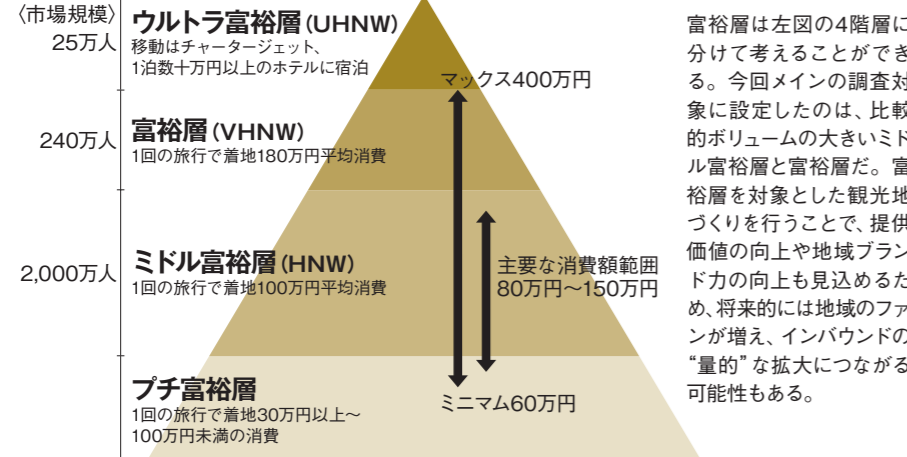 〈市場規模〉
25万人
ウルトラ富裕層(UHNW)
移動はチャータージェット、
1泊数十万円以上のホテルに宿泊
マックス400万円
240万人
富裕層(VHNW)
1回の旅行で着地180万円平均消費
2,000万人
ミドル富裕層(HNW)
1回の旅行で着地100万円平均消費
主要な消費額範囲
80万円〜150万円
プチ富裕層
1回の旅行で着地30万円以上〜
100万円未満の消費
ミニマム60万円
富裕層は左図の4階層に
分けて考えることができ
る。今回メインの調査対
象に設定したのは、比較
的ボリュームの大きいミド
ル富裕層と富裕層だ。富
裕層を対象とした観光地
づくりを行うことで、提供
価値の向上や地域ブラン
ド力の向上も見込めるた
め、将来的には地域のファ
ンが増え、インバウンドの
“量的”な拡大につながる
可能性もある。